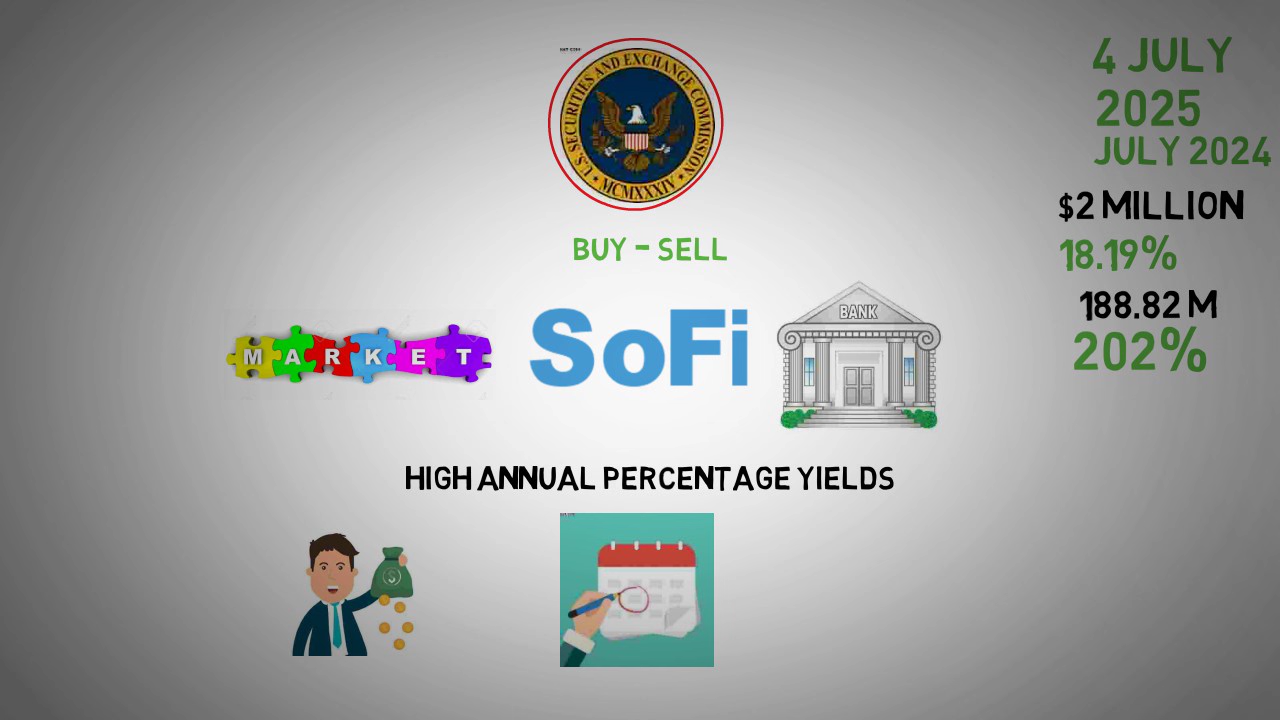 U.S. SECURITIES AND EXCHANGE COMMISSION
MCMXXXIV
4 JULY
2025
JULY 2024
$2 MILLION
18.19%
188.82 M
202%
BUY - SELL
MARKET
SoFi
BANK
HIGH ANNUAL PERCENTAGE YIELDS
$